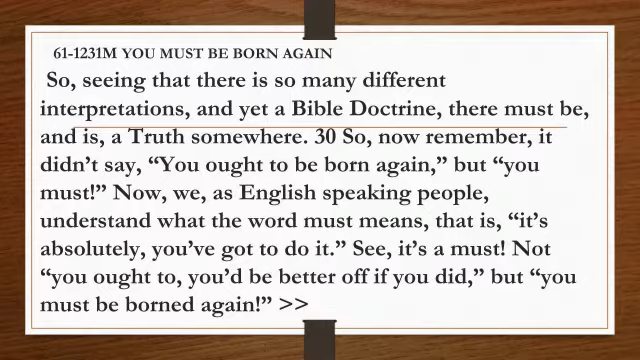 61-1231M YOU MUST BE BORN AGAIN
So, seeing that there is so many different
interpretations, and yet a Bible Doctrine, there must be,
and is, a Truth somewhere. 30 So, now remember, it
didn’t say, “You ought to be born again,” but “you
must!” Now, we, as English speaking people,
understand what the word must means, that is, “it’s
absolutely, you’ve got to do it.” See, it’s a must! Not
“you ought to, you’d be better off if you did,” but “you
must be borned again!” >>